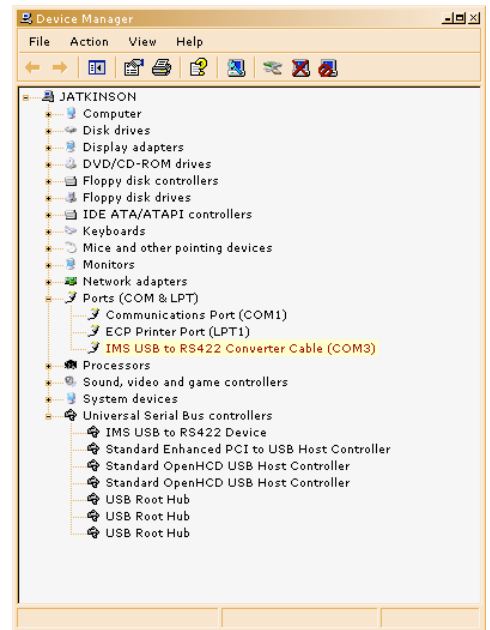 Device Manager
File Action View Help
JATKINSON
Computer
Disk drives
Display adapters
DVD/CD-ROM drives
Floppy disk controllers
Floppy disk drives
IDE ATA/ATAPI controllers
Keyboards
Mice and other pointing devices
Monitors
Network adapters
Ports (COM & LPT)
Communications Port (COM1)
ECP Printer Port (LPT1)
IMS USB to RS422 Converter Cable (COM3)
Processors
Sound, video and game controllers
System devices
Universal Serial Bus controllers
IMS USB to RS422 Device
Standard Enhanced PCI to USB Host Controller
Standard OpenHCD USB Host Controller
Standard OpenHCD USB Host Controller
USB Root Hub
USB Root Hub
USB Root Hub